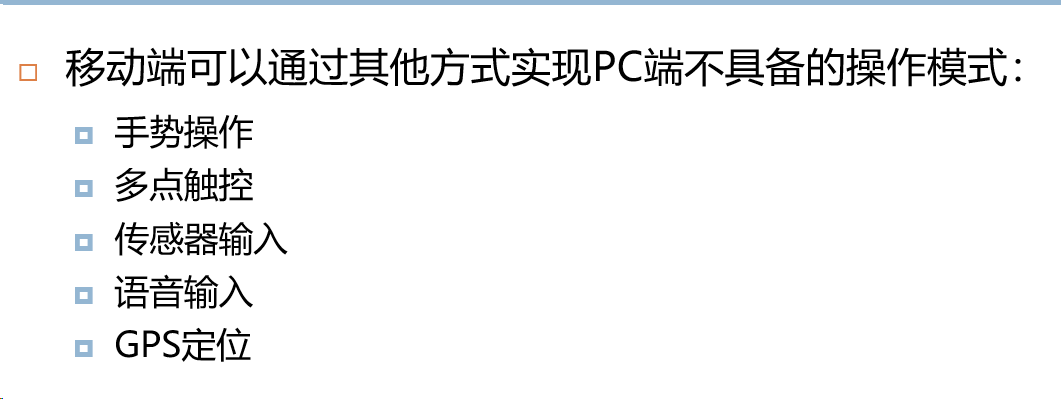 移动端可以通过其他方式实现PC端不具备的操作模式：
手势操作
多点触控
传感器输入
语音输入
GPS定位